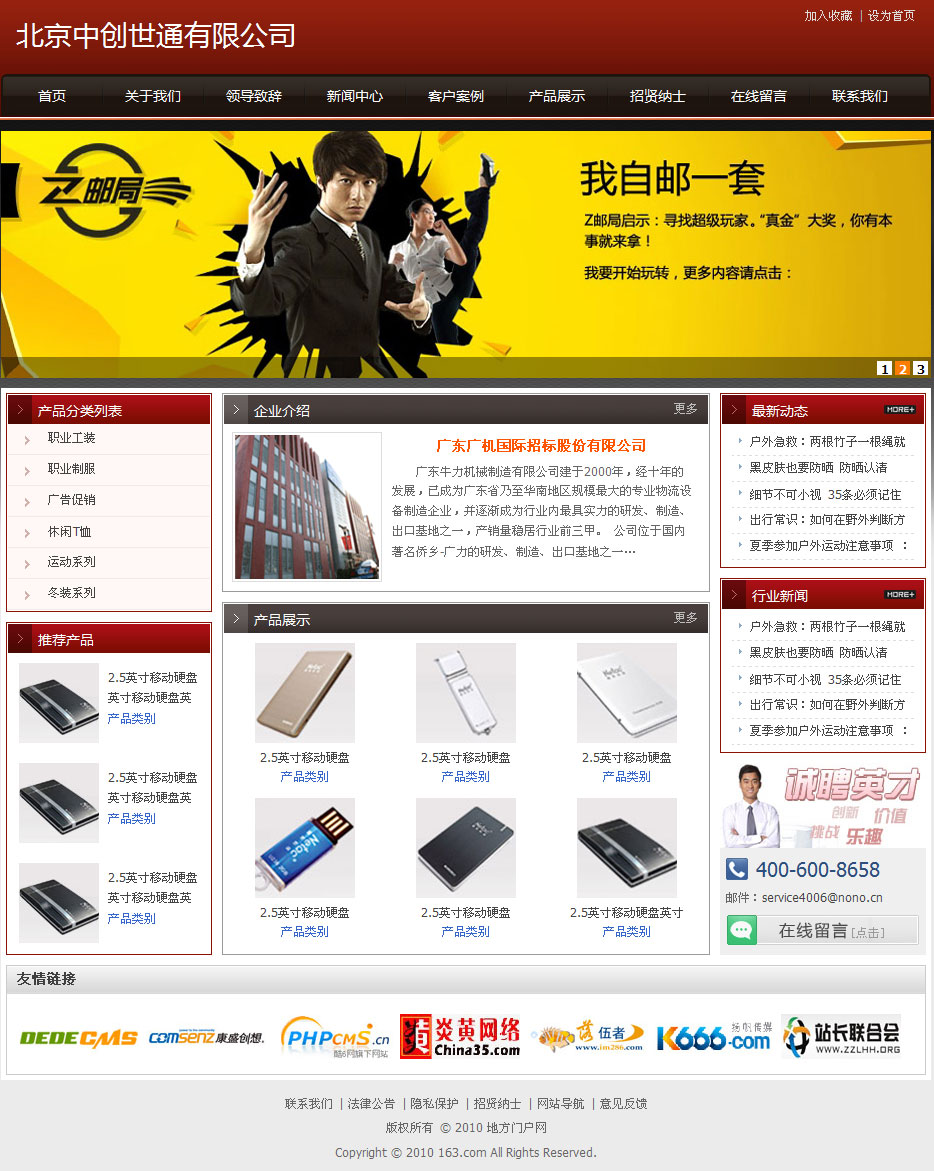 加入收藏 | 设为首页
北京中创世通有限公司
首页 关于我们 领导致辞 新闻中心 客户案例 产品展示 招贤纳士 在线留言 联系我们
Z邮局
我自邮一套
Z邮局启示：寻找超级玩家。“真金”大奖，你有本
事就来拿！
我要开始玩转，更多内容请点击：
1 2 3
产品分类列表
职业工装
职业制服
广告促销
休闲T恤
运动系列
冬装系列
推荐产品
2.5英寸移动硬盘
英寸移动硬盘英
产品类别
2.5英寸移动硬盘
英寸移动硬盘英
产品类别
2.5英寸移动硬盘
英寸移动硬盘英
产品类别
企业介绍 更多
广东广机国际招标股份有限公司
广东牛力机械制造有限公司建于2000年，经十年的
发展，已成为广东省乃至华南地区规模最大的专业物流设
备制造企业，并逐渐成为行业内最具实力的研发、制造、
出口基地之一，产销量稳居行业前三甲。 公司位于国内
著名侨乡-广力的研发、制造、出口基地之一…
产品展示 更多
2.5英寸移动硬盘 2.5英寸移动硬盘 2.5英寸移动硬盘
产品类别 产品类别 产品类别
2.5英寸移动硬盘 2.5英寸移动硬盘 2.5英寸移动硬盘英寸
产品类别 产品类别 产品类别
最新动态 MORE+
户外急救：两根竹子一根绳就
黑皮肤也要防晒 防晒认清
细节不可小视 35条必须记住
出行常识：如何在野外判断方
夏季参加户外运动注意事项 ：
行业新闻 MORE+
户外急救：两根竹子一根绳就
黑皮肤也要防晒 防晒认清
细节不可小视 35条必须记住
出行常识：如何在野外判断方
夏季参加户外运动注意事项 ：
诚聘英才
创新 价值
挑战 乐趣
400-600-8658
邮件：service4006@nono.cn
在线留言[点击]
友情链接
DEDECMS
COMSENZ康盛创想.
PHPCMS.cn
酷6网旗下网站
炎黄网络
China35.com
落伍者
www.im286.com
K666.com
扬帆传媒
站长联合会
WWW.ZZLHH.ORG
联系我们 | 法律公告 | 隐私保护 | 招贤纳士 | 网站导航 | 意见反馈
版权所有 © 2010 地方门户网
Copyright © 2010 163.com All Rights Reserved.